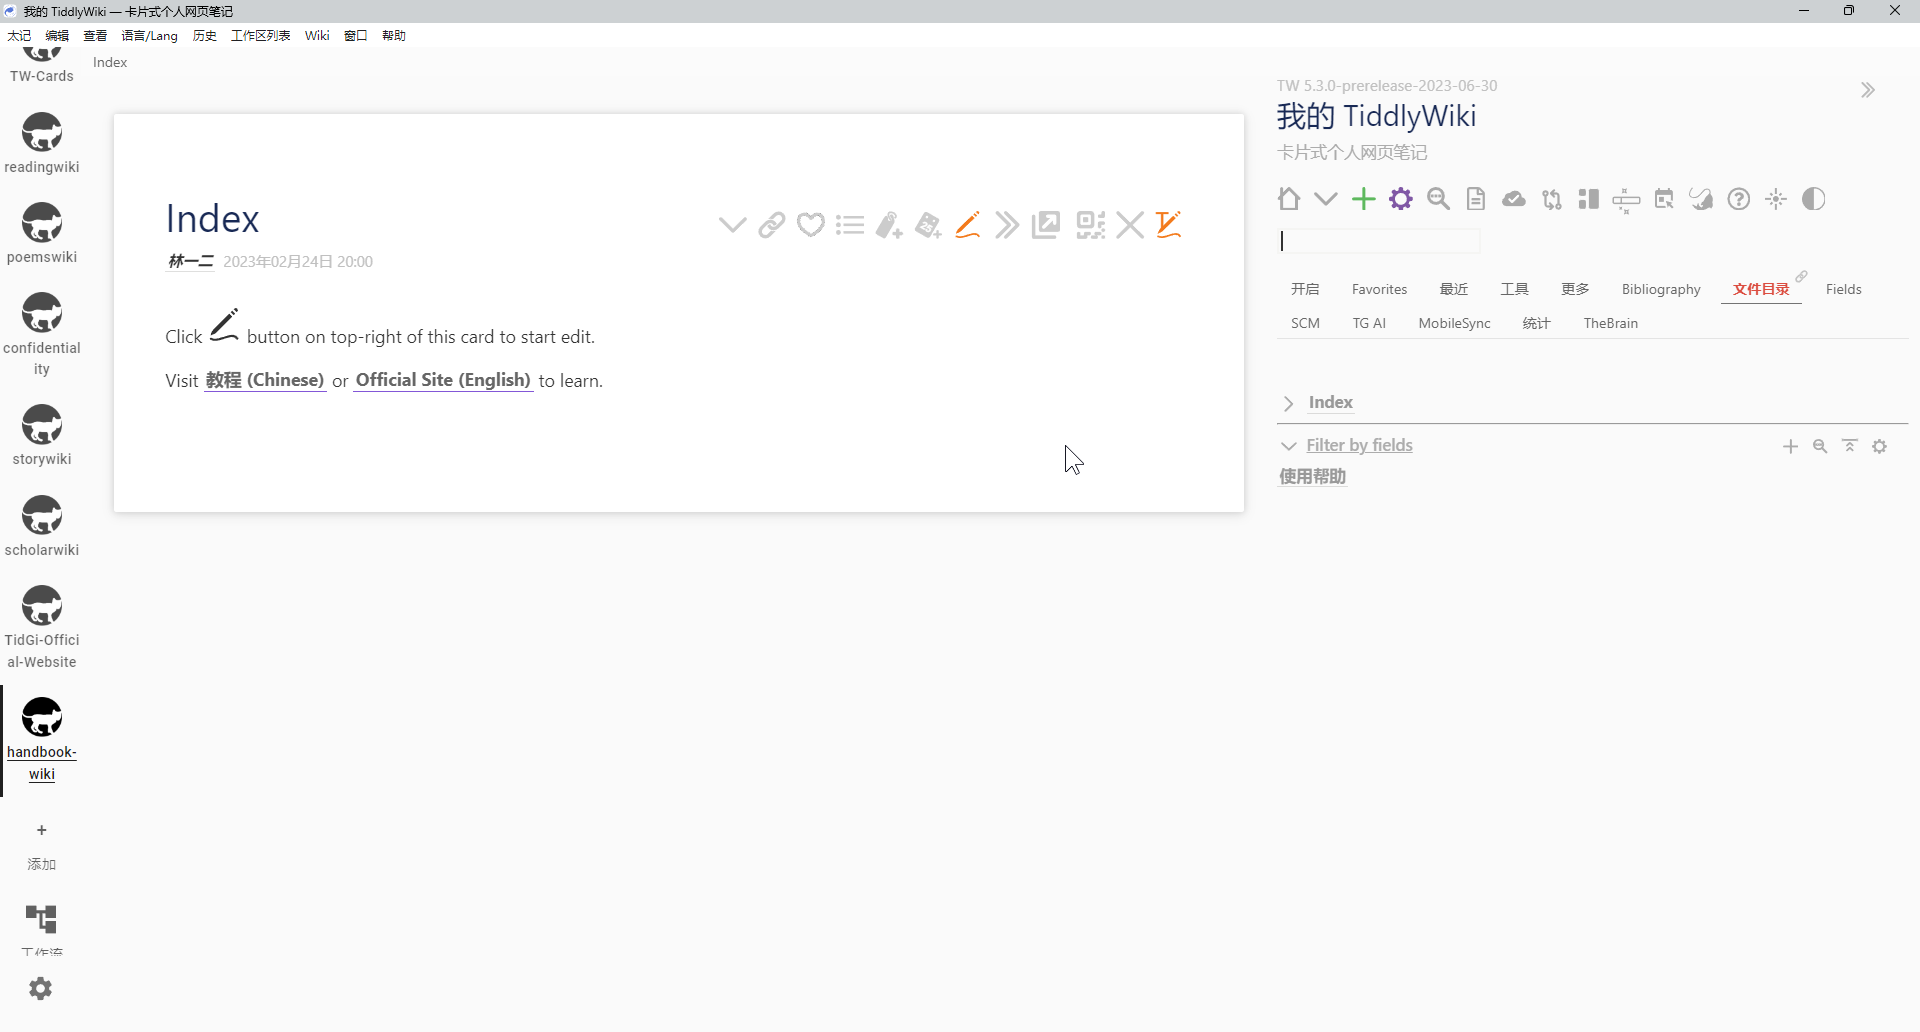 我的 TiddlyWiki — 卡片式个人网页笔记
太记 编辑 查看 语言/Lang 历史 工作区列表 Wiki 窗口 帮助
TW-Cards
readingwiki
poemswiki
confidential
ity
storywiki
scholarwiki
TidGi-Offici
al-Website
handbook-
wiki
+
添加
工作流
Index
Index
林一二 2023年02月24日 20:00
Click button on top-right of this card to start edit.
Visit 教程 (Chinese) or Official Site (English) to learn.
TW 5.3.0-prerelease-2023-06-30
我的 TiddlyWiki
卡片式个人网页笔记
开启 Favorites 最近 工具 更多 Bibliography 文件目录 Fields
SCM TG AI MobileSync 统计 TheBrain
Index
Filter by fields
使用帮助